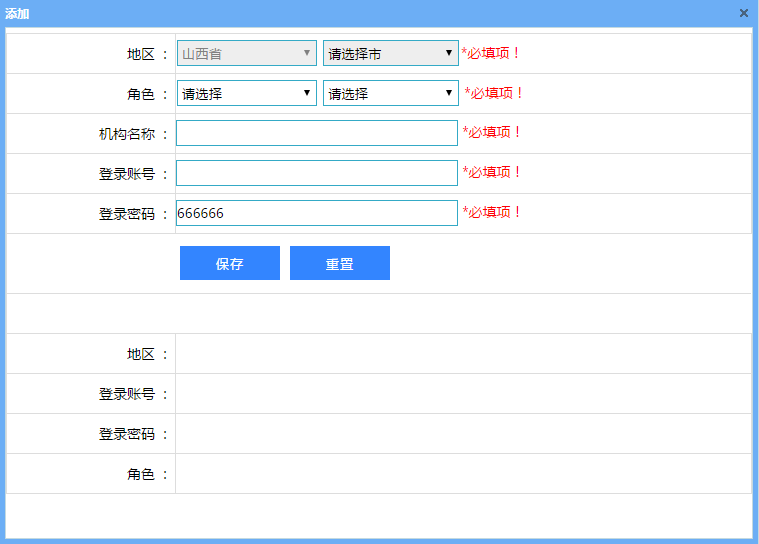 添加
地区 ： 山西省 请选择市 *必填项！
角色 ： 请选择 请选择 *必填项！
机构名称 ： *必填项！
登录账号 ： *必填项！
登录密码 ： 666666 *必填项！
保存 重置
地区 ：
登录账号 ：
登录密码 ：
角色 ：